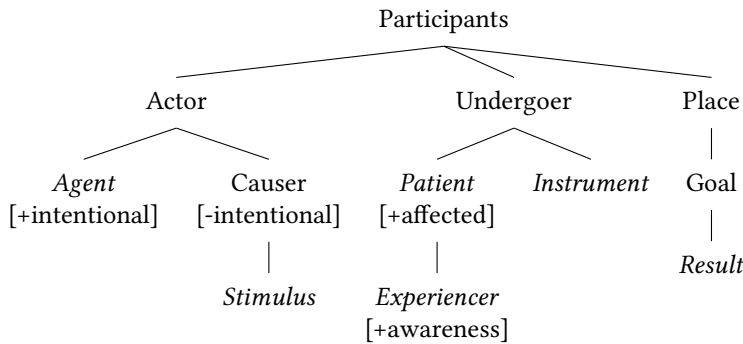 Participants
Actor Undergoer Place
Agent Causer Patient Instrument Goal
[+intentional] [-intentional] [+affected]
Result
Stimulus Experiencer
[+awareness]